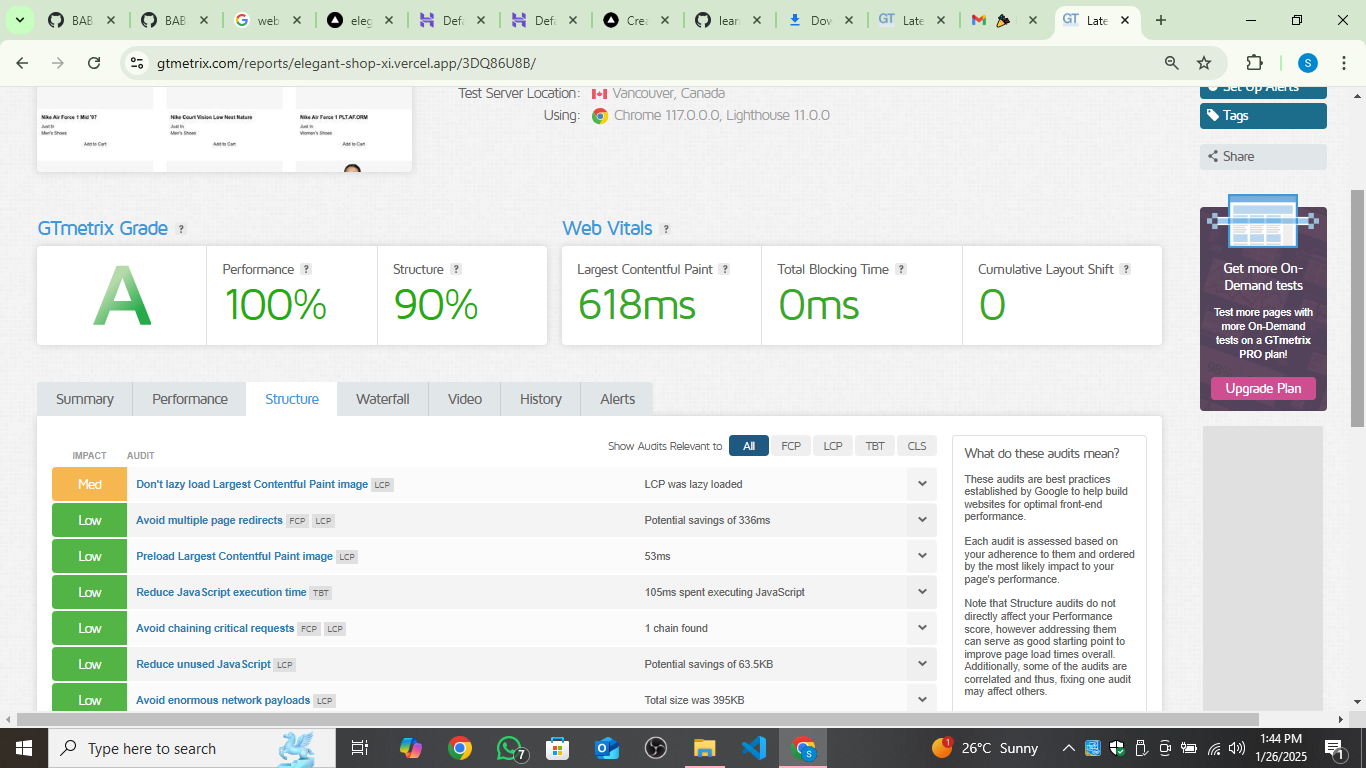 BAB
BAB
web
eleg
Defa
Defa
Crea
lear
Dow
GT Late
GT Late
gtmetrix.com/reports/elegant-shop-xi.vercel.app/3DQ86U8B/
S
Test Server Location: Vancouver, Canada
Using: Chrome 117.0.0.0, Lighthouse 11.0.0
Nike Air Force 1 Mid '97
Just In
Men's Shoes
Add to Cart
Nike Court Vision Low Next Nature
Just In
Men's Shoes
Add to Cart
Nike Air Force 1 PLT.AF.ORM
Just In
Women's Shoes
Add to Cart
Set Up Alerts
Tags
Share
GTmetrix Grade ?
Web Vitals ?
A
Performance ?
100%
Structure ?
90%
Largest Contentful Paint ?
618ms
Total Blocking Time ?
0ms
Cumulative Layout Shift ?
0
Get more On-
Demand tests
Test more pages with
more On-Demand
tests on a GTmetrix
PRO plan!
Upgrade Plan
Summary Performance Structure Waterfall Video History Alerts
Show Audits Relevant to All FCP LCP TBT CLS
IMPACT AUDIT
Med Don't lazy load Largest Contentful Paint image LCP LCP was lazy loaded
Low Avoid multiple page redirects FCP LCP Potential savings of 336ms
Low Preload Largest Contentful Paint image LCP 53ms
Low Reduce JavaScript execution time TBT 105ms spent executing JavaScript
Low Avoid chaining critical requests FCP LCP 1 chain found
Low Reduce unused JavaScript LCP Potential savings of 63.5KB
Low Avoid enormous network payloads LCP Total size was 395KB
What do these audits mean?
These audits are best practices
established by Google to help build
websites for optimal front-end
performance.
Each audit is assessed based on
your adherence to them and ordered
by the most likely impact to your
page's performance.
Note that Structure audits do not
directly affect your Performance
score, however addressing them
can serve as good starting point to
improve page load times overall.
Additionally, some of the audits are
correlated and thus, fixing one audit
may affect others.
Type here to search
7
S
1
26°C Sunny
1:44 PM
1/26/2025
1